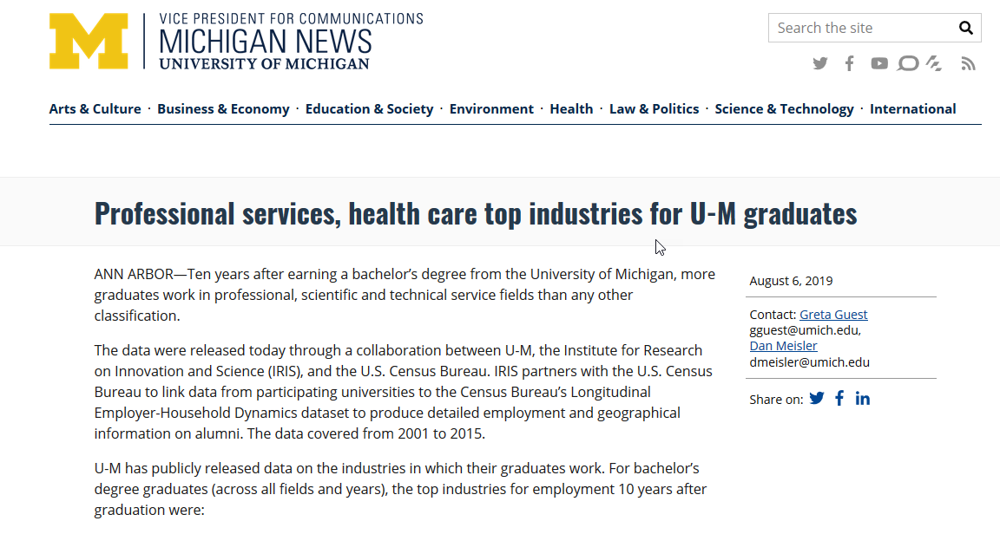 VICE PRESIDENT FOR COMMUNICATIONS
MICHIGAN NEWS
UNIVERSITY OF MICHIGAN
Search the site
Arts & Culture · Business & Economy · Education & Society · Environment · Health · Law & Politics · Science & Technology · International
Professional services, health care top industries for U-M graduates
ANN ARBOR—Ten years after earning a bachelor’s degree from the University of Michigan, more
graduates work in professional, scientific and technical service fields than any other
classification.
The data were released today through a collaboration between U-M, the Institute for Research
on Innovation and Science (IRIS), and the U.S. Census Bureau. IRIS partners with the U.S. Census
Bureau to link data from participating universities to the Census Bureau’s Longitudinal
Employer-Household Dynamics dataset to produce detailed employment and geographical
information on alumni. The data covered from 2001 to 2015.
U-M has publicly released data on the industries in which their graduates work. For bachelor’s
degree graduates (across all fields and years), the top industries for employment 10 years after
graduation were:
August 6, 2019
Contact: Greta Guest
gguest@umich.edu,
Dan Meisler
dmeisler@umich.edu
Share on: